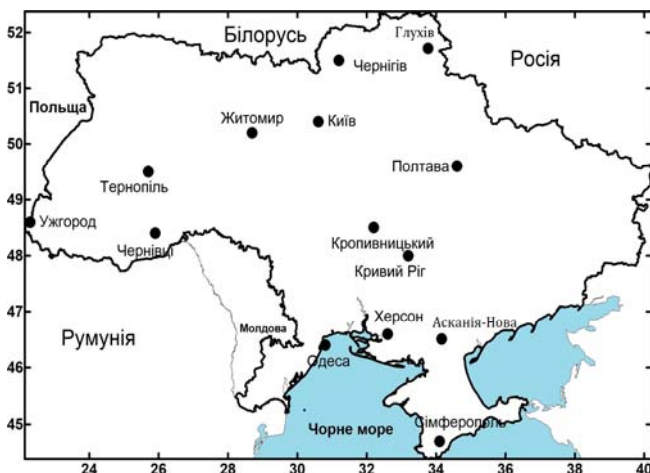 Білорусь
Глухів
52
Росія
Чернігів
51
Польща
Житомир
Київ
50
Полтава
Тернопіль
49
Ужгород
Чернівці
Кропивницький
48
Кривий Ріг
47
Херсон
Асканія-Нова
Молдова
Румунія
46
Одеса
45
Чорне море
Сімферополь
24 26 28 30 32 34 36 38 40